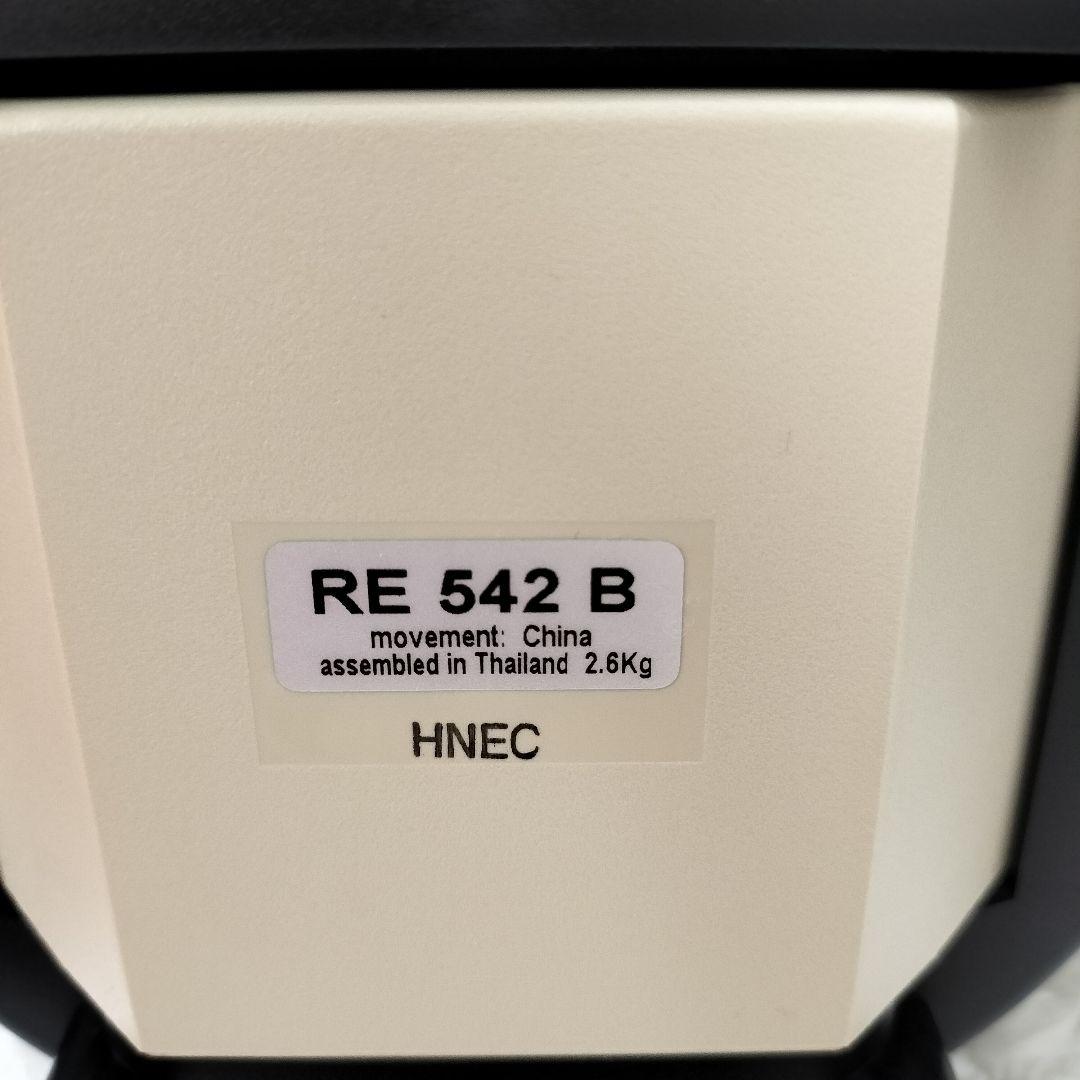 RE 542 B
movement: China
assembled in Thailand 2.6Kg
HNEC